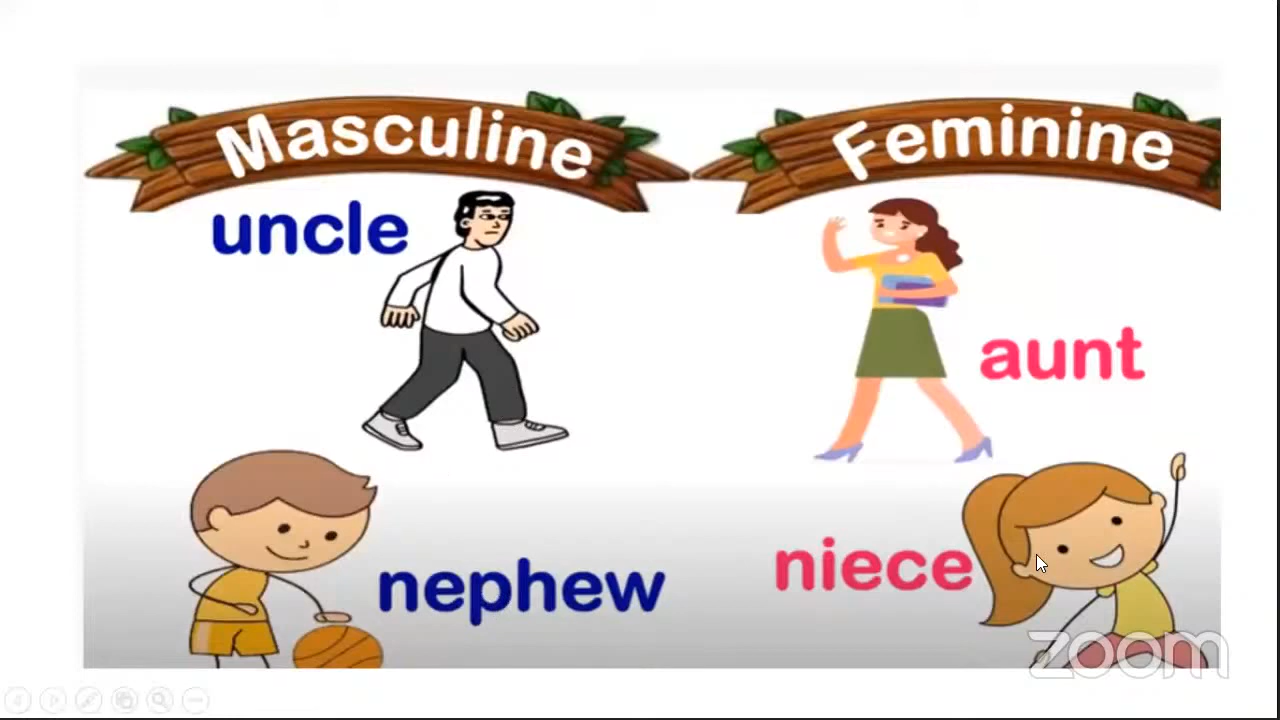 Masculine
Feminine
uncle
aunt
nephew
niece
zoom